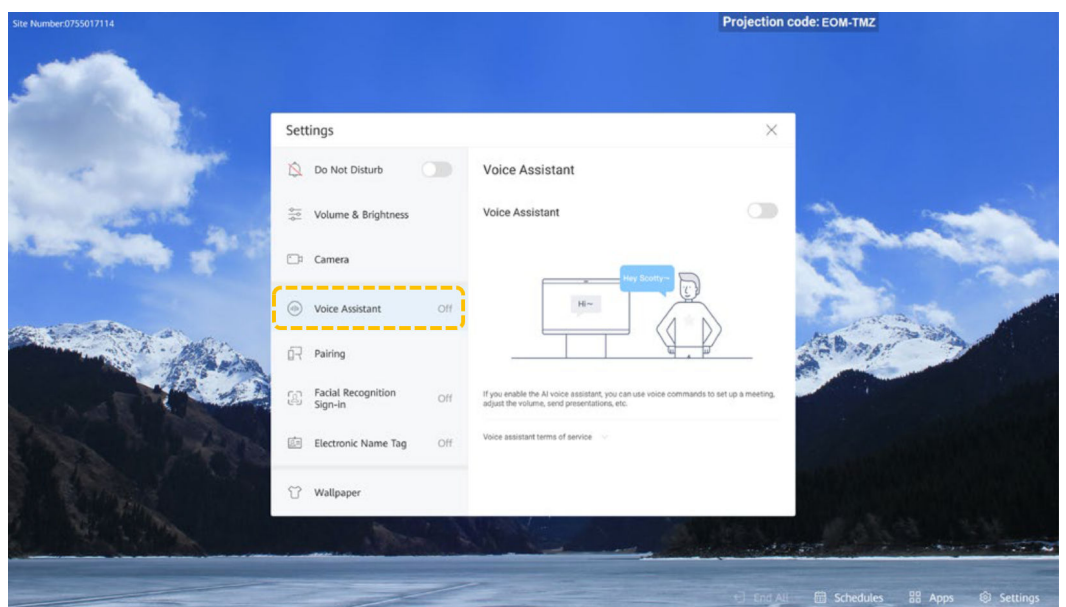 Site Number:0755017114
Projection code: EOM-TMZ
Settings
Do Not Disturb
Volume & Brightness
Camera
Voice Assistant Off
Pairing
Facial Recognition
Sign-in
Off
Electronic Name Tag Off
Wallpaper
Voice Assistant
Voice Assistant
Hey Scotty~
Hi~
If you enable the AI voice assistant, you can use voice commands to set up a meeting,
adjust the volume, send presentations, etc.
Voice assistant terms of service
End All
Schedules
Apps
Settings